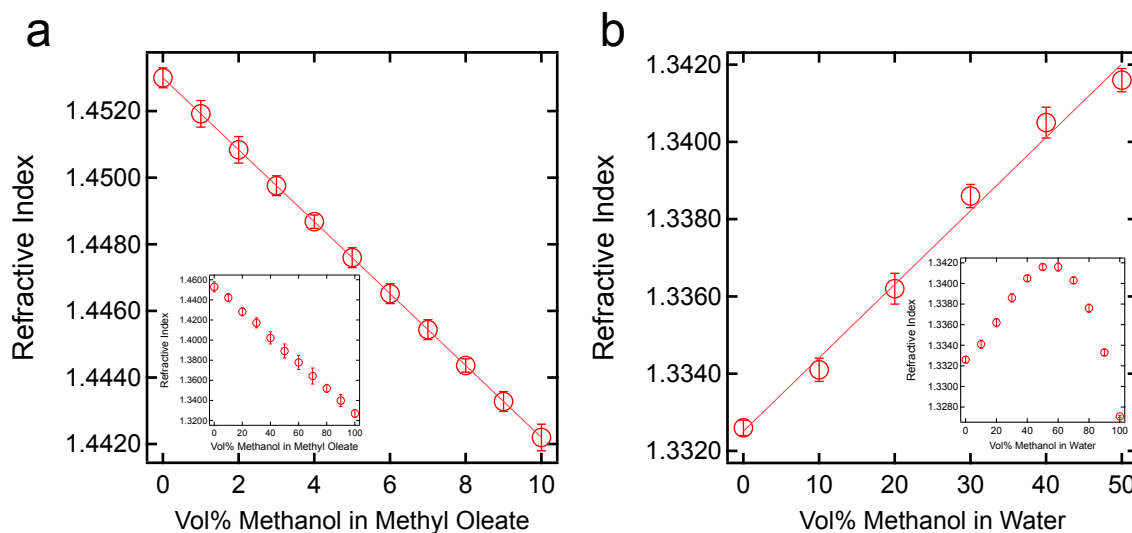 a
Refractive Index
1.4520
1.4500
1.4480
1.4460
1.4440
1.4420
0 2 4 6 8 10
Vol% Methanol in Methyl Oleate
Refractive Index
1.4600
1.4400
1.4200
1.4000
1.3800
1.3600
1.3400
1.3200
0 20 40 60 80 100
Vol% Methanol in Methyl Oleate
b
Refractive Index
1.3420
1.3400
1.3380
1.3360
1.3340
1.3320
0 10 20 30 40 50
Vol% Methanol in Water
Refractive Index
1.3420
1.3400
1.3380
1.3360
1.3340
1.3320
1.3300
1.3280
0 20 40 60 80 100
Vol% Methanol in Water